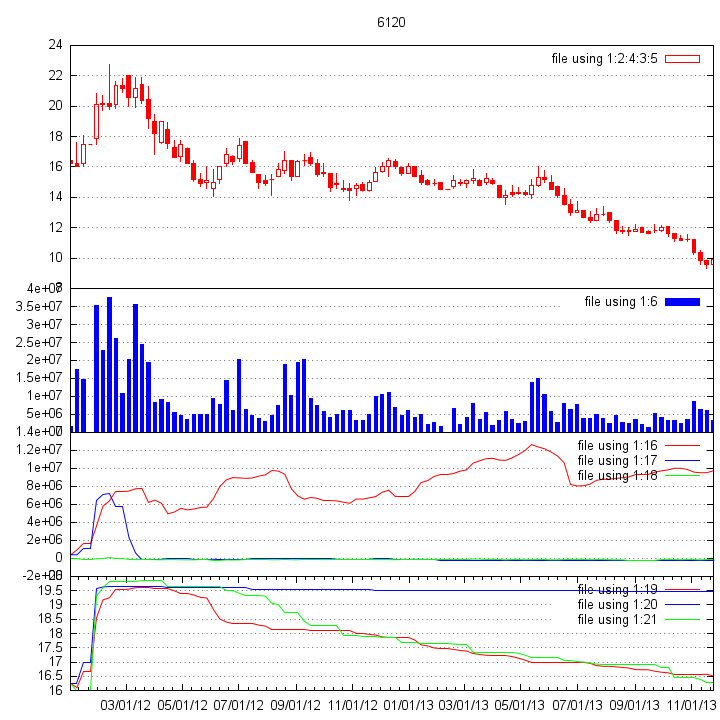 6120
24
file using 1:2:4:3:5
22
20
18
16
14
12
10
8
4e+07
file using 1:6
3.5e+07
3e+07
2.5e+07
2e+07
1.5e+07
1e+07
5e+06
0
1.4e+07
file using 1:16
1.2e+07
file using 1:17
1e+07
file using 1:18
8e+06
6e+06
4e+06
2e+06
0
-2e+06
20
19.5
file using 1:19
19
file using 1:20
18.5
file using 1:21
18
17.5
17
16.5
16
03/01/12 05/01/12 07/01/12 09/01/12 11/01/12 01/01/13 03/01/13 05/01/13 07/01/13 09/01/13 11/01/13